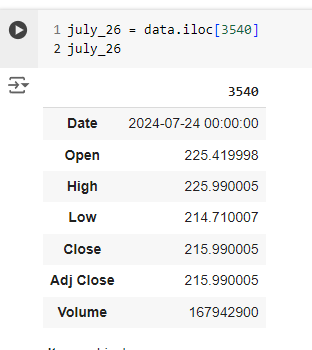 1 july_26 = data.iloc[3540]
2 july_26
3540
Date 2024-07-24 00:00:00
Open 225.419998
High 225.990005
Low 214.710007
Close 215.990005
Adj Close 215.990005
Volume 167942900